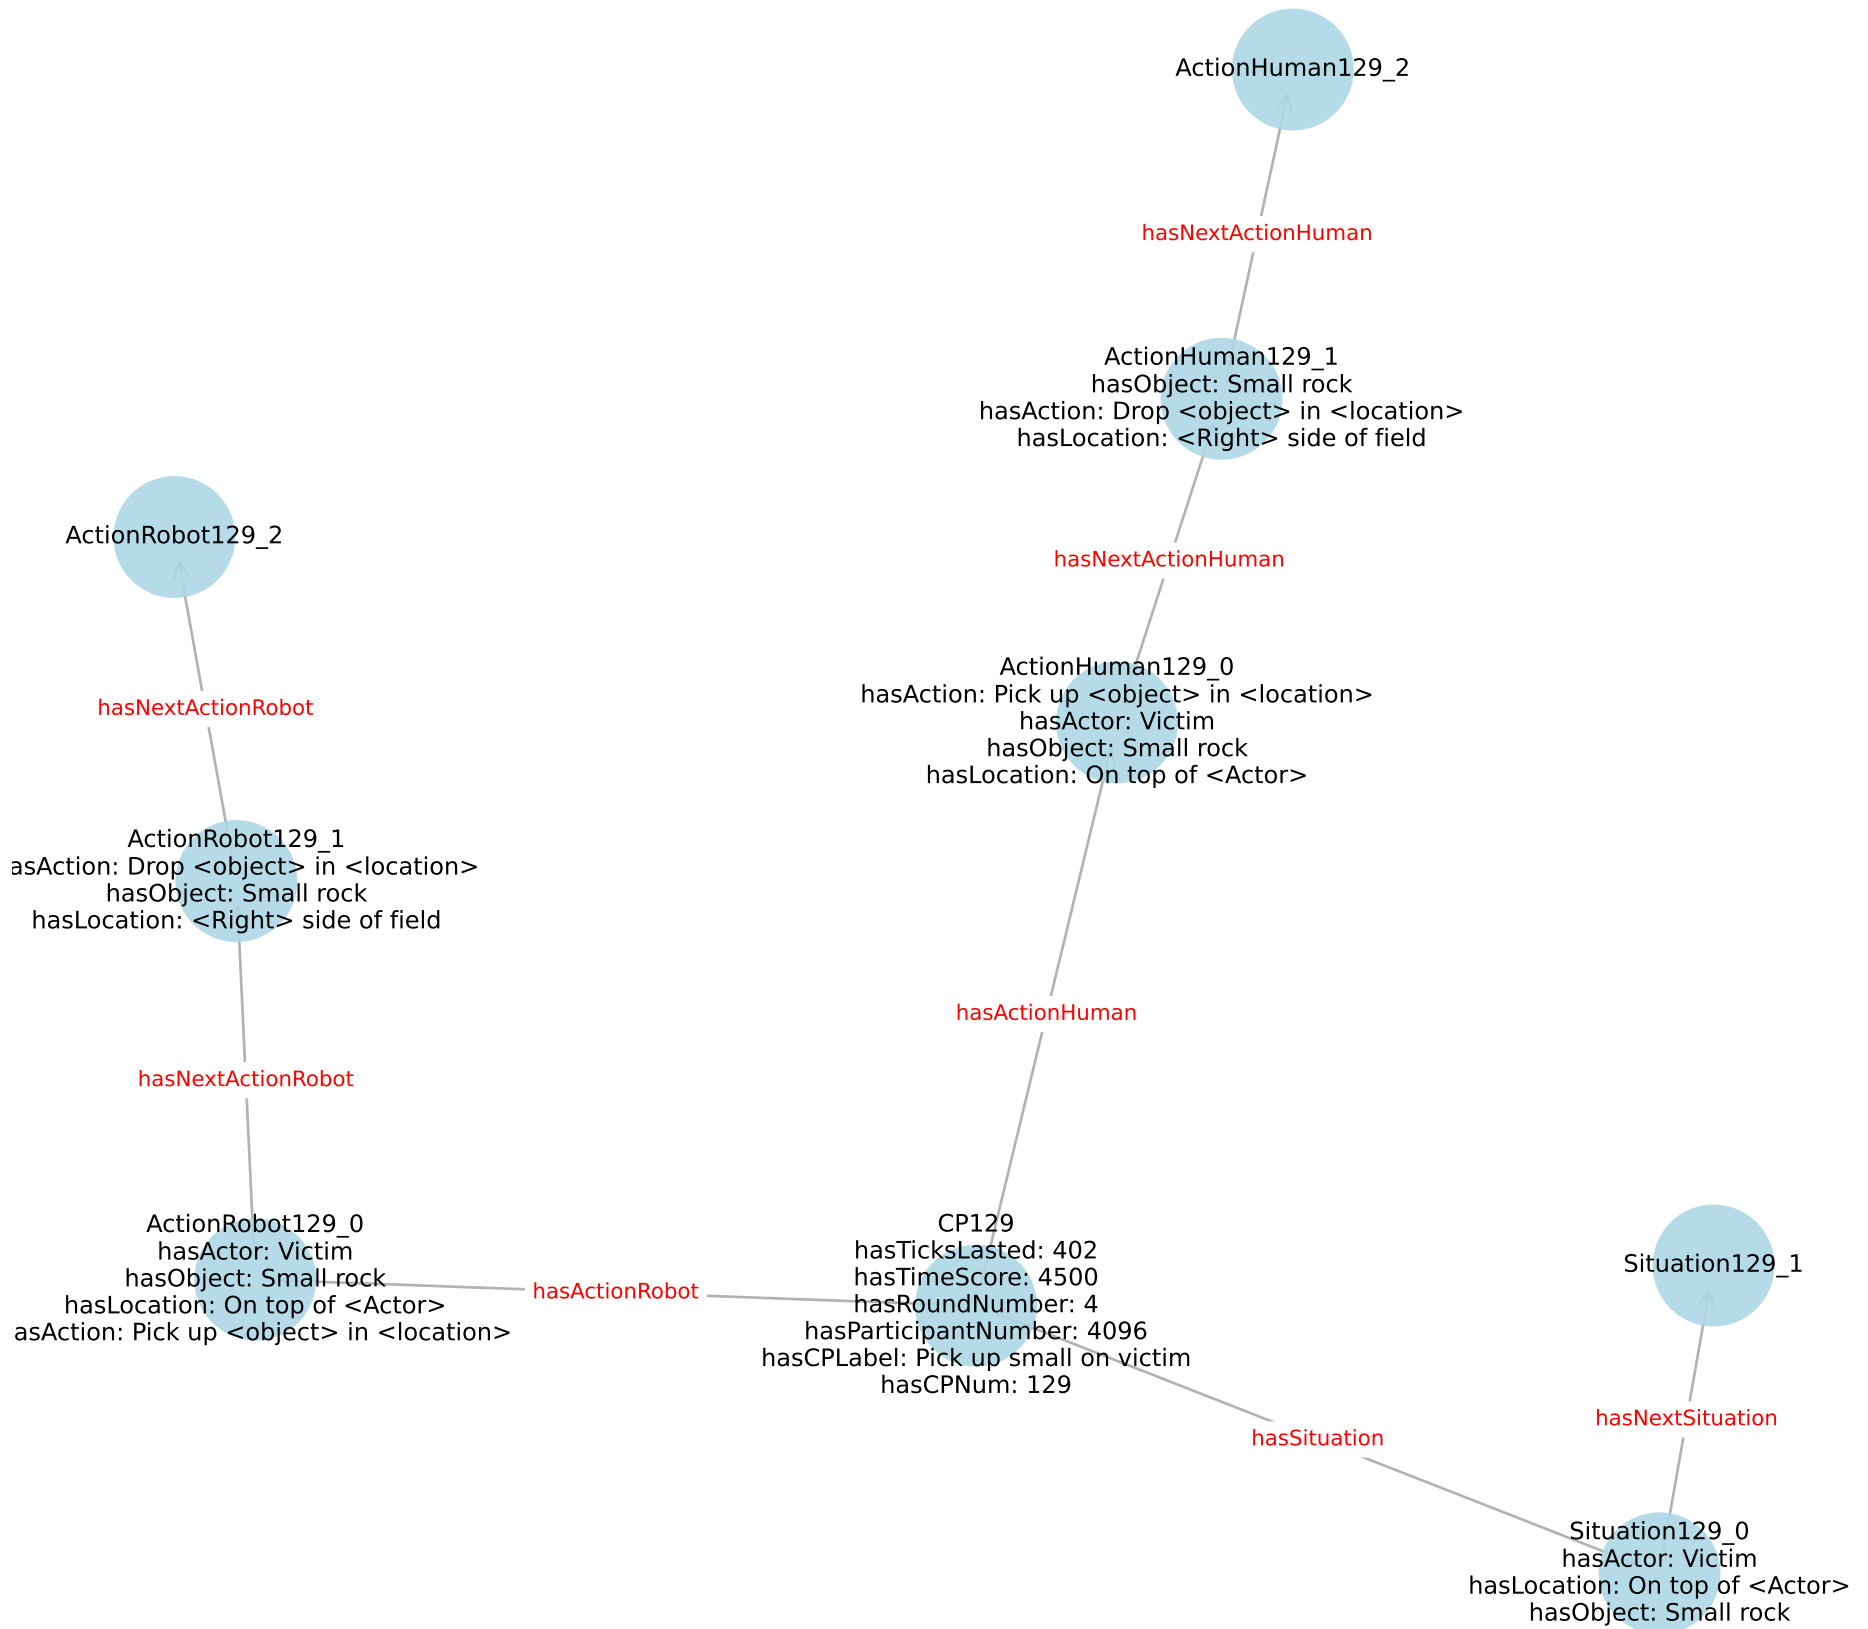 ActionHuman129_2
hasNextActionHuman
ActionHuman129_1
hasObject: Small rock
hasAction: Drop <object> in <location>
hasLocation: <Right> side of field
ActionRobot129_2
hasNextActionHuman
ActionHuman129_0
hasAction: Pick up <object> in <location>
hasActor: Victim
hasObject: Small rock
hasLocation: On top of <Actor>
hasNextActionRobot
ActionRobot129_1
asAction: Drop <object> in <location>
hasObject: Small rock
hasLocation: <Right> side of field
hasActionHuman
hasNextActionRobot
ActionRobot129_0
hasActor: Victim
hasObject: Small rock
hasLocation: On top of <Actor>
asAction: Pick up <object> in <location>
hasActionRobot
CP129
hasTicksLasted: 402
hasTimeScore: 4500
hasRoundNumber: 4
hasParticipantNumber: 4096
hasCPLabel: Pick up small on victim
hasCPNum: 129
Situation129_1
hasNextSituation
hasSituation
Situation129_0
hasActor: Victim
hasLocation: On top of <Actor>
hasObject: Small rock